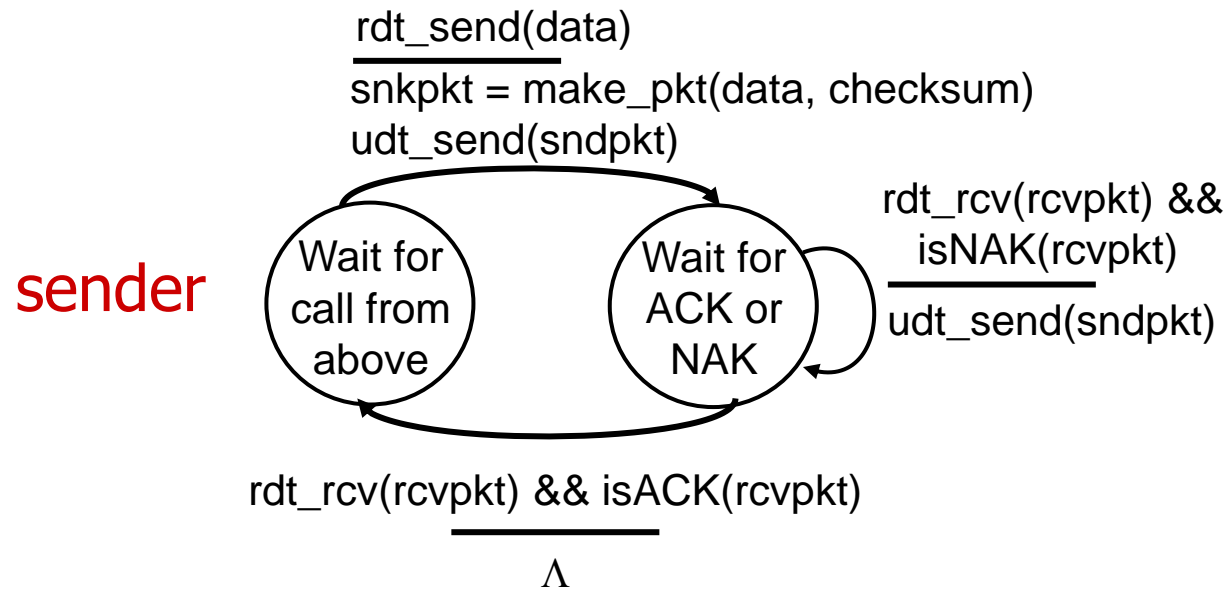 rdt_send(data)
snkpkt = make_pkt(data, checksum)
udt_send(sndpkt)
sender
Wait for
call from
above
Wait for
ACK or
NAK
rdt_rcv(rcvpkt) &&
isNAK(rcvpkt)
udt_send(sndpkt)
rdt_rcv(rcvpkt) && isACK(rcvpkt)
Λ